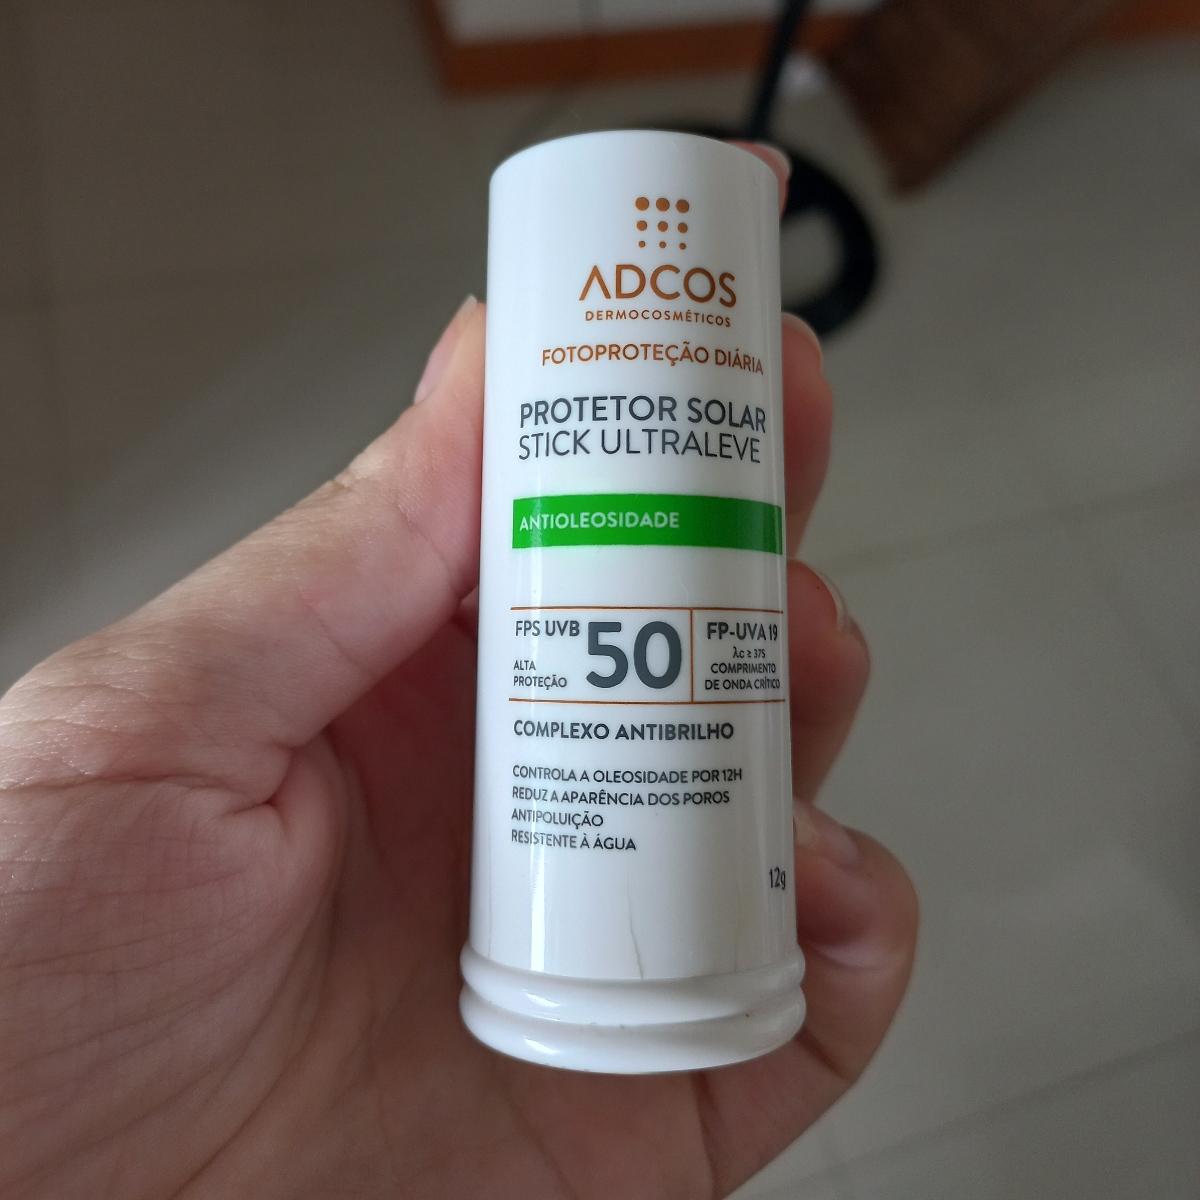 ADCOS
DERMOCOSMÉTICOS
FOTOPROTEÇÃO DIÁRIA
PROTETOR SOLAR
STICK ULTRALEVE
ANTIOLEOSIDADE
FPS UVB 50
ALTA
PROTEÇÃO
FP-UVA 19
λc ≥ 375
COMPRIMENTO
DE ONDA CRÍTICO
COMPLEXO ANTIBRILHO
CONTROLA A OLEOSIDADE POR 12H
REDUZ A APARÊNCIA DOS POROS
ANTIPOLUIÇÃO
RESISTENTE À ÁGUA
12g